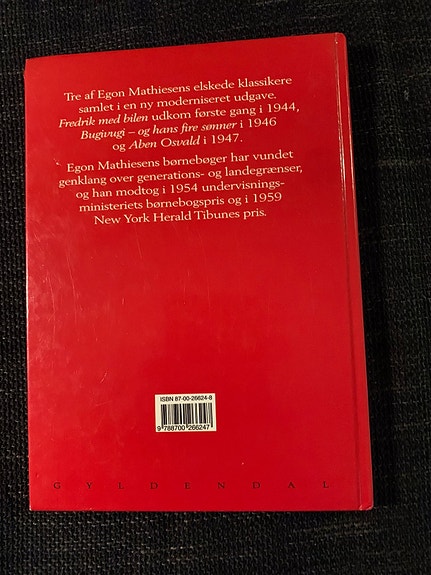 Tre af Egon Mathiesens elskede klassikere
samlet i en ny moderniseret udgave.
Fredrik med bilen udkom første gang i 1944,
Bugivugi – og hans fire sønner i 1946
og Aben Osvald i 1947.
Egon Mathiesens børnebøger har vundet
genklang over generations- og landegrænser,
og han modtog i 1954 undervisnings-
ministeriets børnebogspris og i 1959
New York Herald Tibunes pris.
ISBN 87-00-26624-8
9 788700 266247
GYLDENDAL